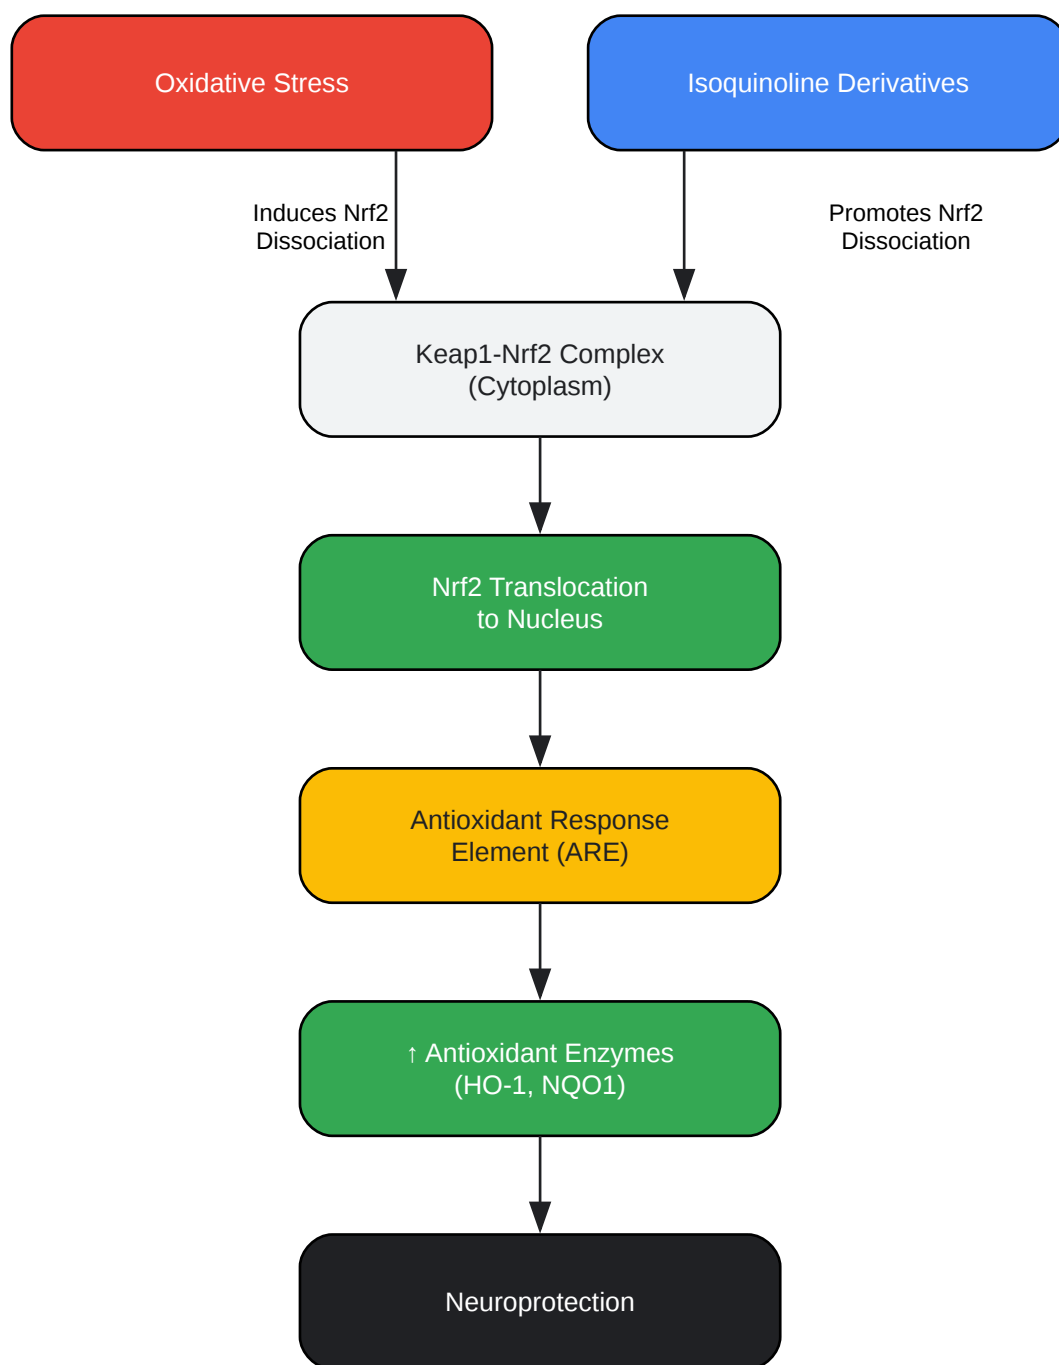 Oxidative Stress
Isoquinoline Derivatives
Induces Nrf2
Dissociation
Promotes Nrf2
Dissociation
Keap1-Nrf2 Complex
(Cytoplasm)
Nrf2 Translocation
to Nucleus
Antioxidant Response
Element (ARE)
↑ Antioxidant Enzymes
(HO-1, NQO1)
Neuroprotection